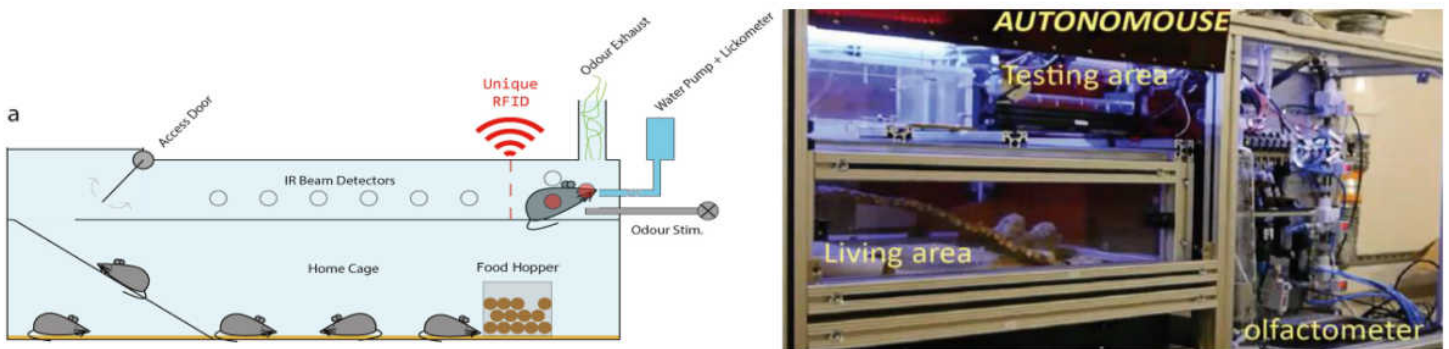 a
Access Door
IR Beam Detectors
Unique
RFID
Odour Exhaust
Water Pump + Lickometer
Odour Stim.
Home Cage
Food Hopper
AUTONOMOUSE
Testing area
Living area
olfactometer